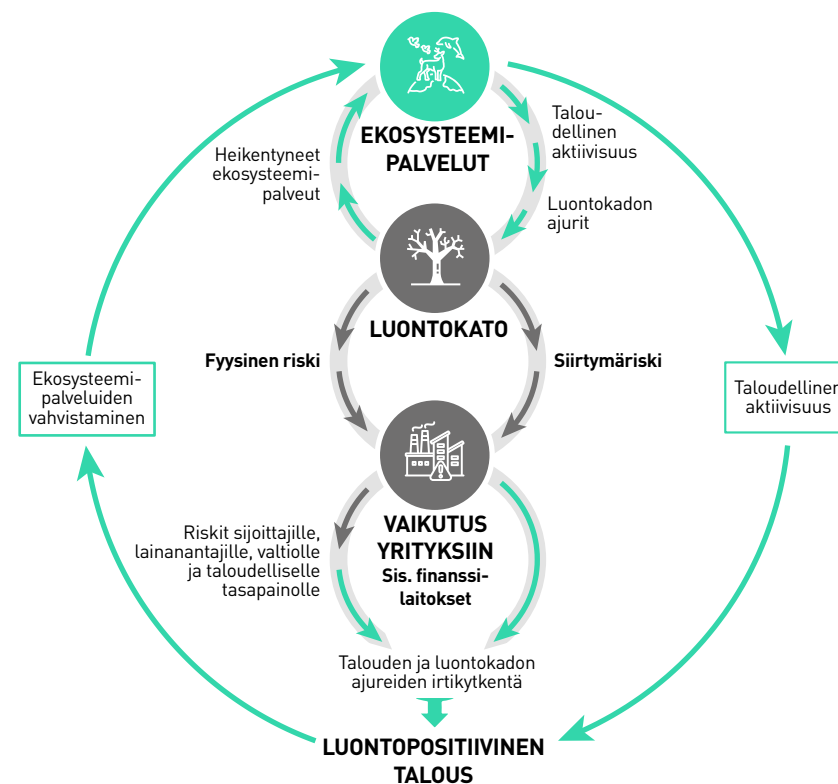 EKOSYSTEEMI-
PALVELUT
Talou-
dellinen
aktiivisuus
Heikentyneet
ekosysteemi-
palveut
Luontokadon
ajurit
LUONTOKATO
Fyysinen riski
Siirtymäriski
Ekosysteemi-
palveluiden
vahvistaminen
Taloudellinen
aktiivisuus
VAIKUTUS
YRITYKSIIN
Sis. finanssi-
laitokset
Riskit sijoittajille,
lainanantajille, valtiolle
ja taloudelliselle
tasapainolle
Talouden ja luontokadon
ajureiden irtikytkentä
LUONTOPOSITIIVINEN
TALOUS